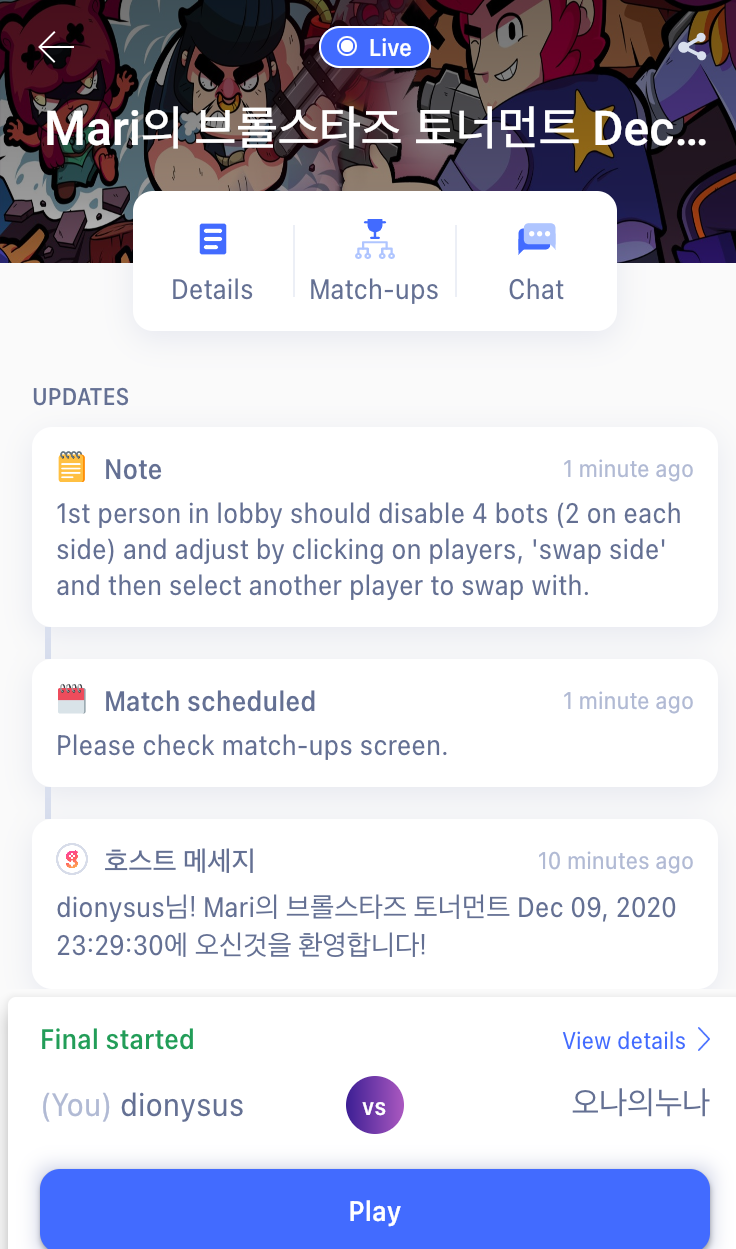 Live
Mari의 브롤스타즈 토너먼트 Dec...
Details
Match-ups
Chat
UPDATES
Note
1 minute ago
1st person in lobby should disable 4 bots (2 on each
side) and adjust by clicking on players, 'swap side'
and then select another player to swap with.
Match scheduled
1 minute ago
Please check match-ups screen.
호스트 메세지
10 minutes ago
dionysus님! Mari의 브롤스타즈 토너먼트 Dec 09, 2020
23:29:30에 오신것을 환영합니다!
Final started
View details
(You) dionysus
vs
오나의누나
Play